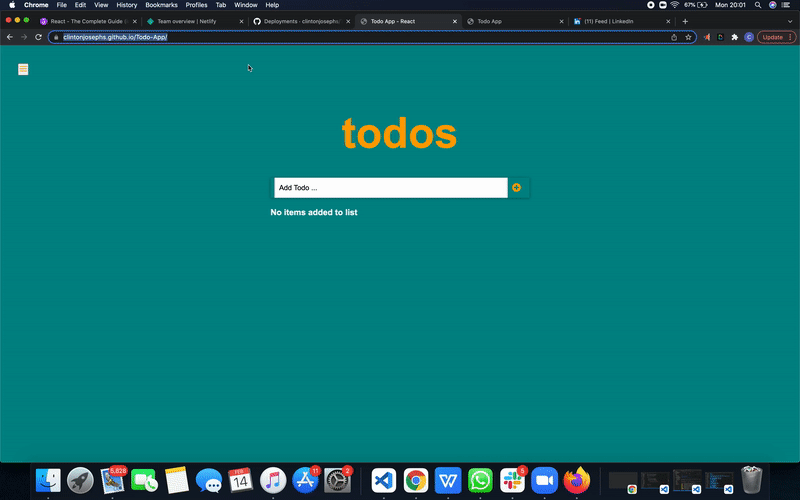 Chrome File Edit View History Bookmarks Profiles Tab Window Help 67% Mon 20:01
React - The Complete Guide Team overview | Netlify Deployments · clintonjosephs/ Todo App - React Todo App (11) Feed | LinkedIn
clintonjosephs.github.io/Todo-App/ C Update
todos
Add Todo ...
No items added to list
5,828 FEB 14 11 2 5